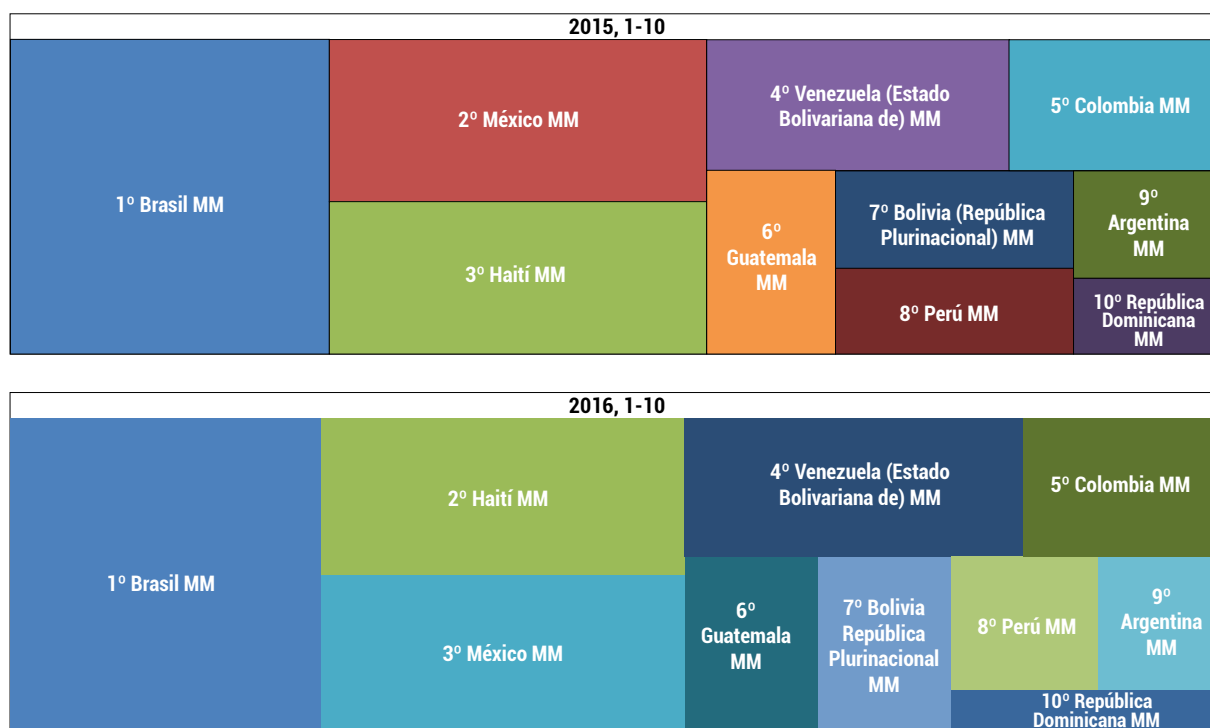 2015, 1-10
1º Brasil MM
2º México MM
3º Haití MM
4º Venezuela (Estado
Bolivariana de) MM
5º Colombia MM
6º
Guatemala
MM
7º Bolivia (República
Plurinacional) MM
8º Perú MM
9º
Argentina
MM
10º República
Dominicana
MM
2016, 1-10
1º Brasil MM
2º Haití MM
3º México MM
4º Venezuela (Estado
Bolivariana de) MM
5º Colombia MM
6º
Guatemala
MM
7º Bolivia
República
Plurinacional
MM
8º Perú MM
9º
Argentina
MM
10º República
Dominicana MM